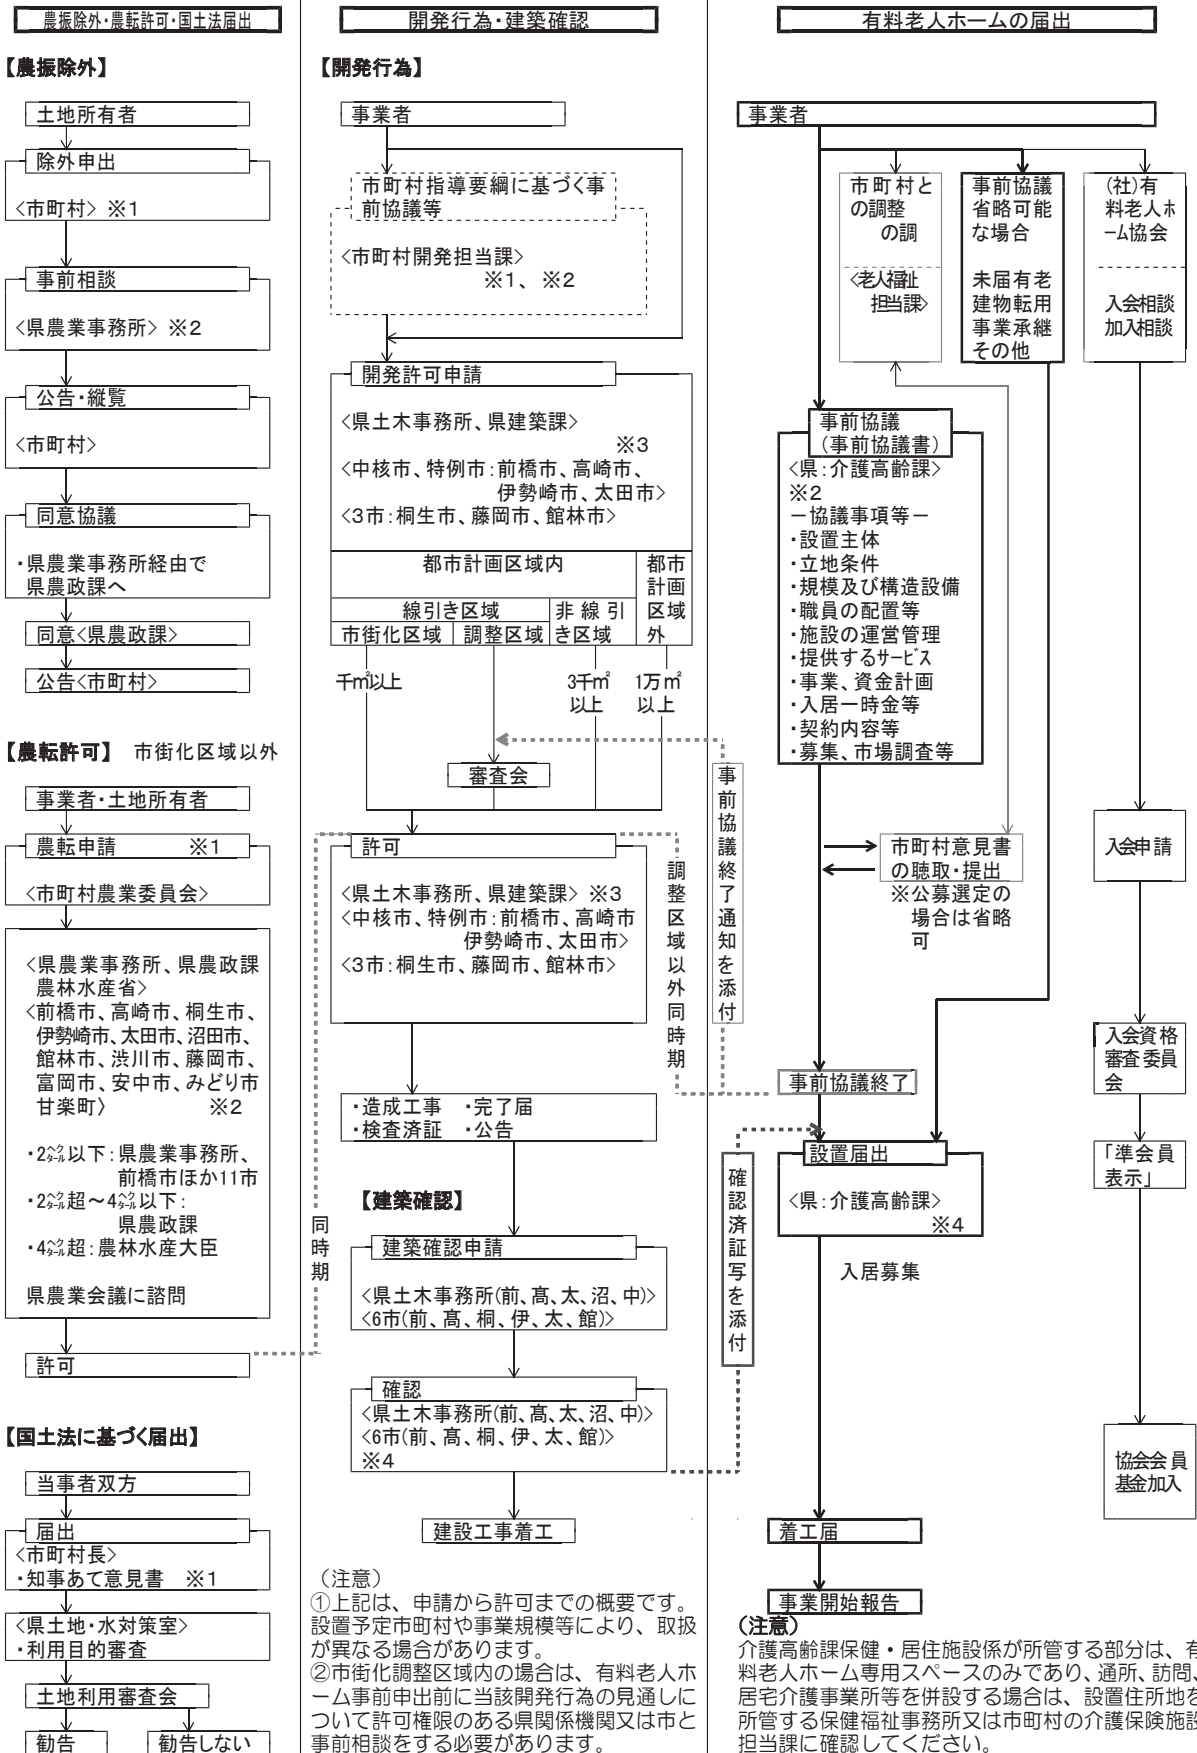 農振除外・農転許可・国土法届出
【農振除外】
土地所有者
除外申出
<市町村> ※1
事前相談
<県農業事務所> ※2
公告・縦覧
<市町村>
同意協議
・県農業事務所経由で
県農政課へ
同意<県農政課>
公告<市町村>
【農転許可】 市街化区域以外
事業者・土地所有者
農転申請 ※1
<市町村農業委員会>
<県農業事務所、県農政課
農林水産省>
<前橋市、高崎市、桐生市、
伊勢崎市、太田市、沼田市、
館林市、渋川市、藤岡市、
富岡市、安中市、みどり市
甘楽町> ※2
・2㌶以下：県農業事務所、
前橋市ほか11市
・2㌶超～4㌶以下：
県農政課
・4㌶超：農林水産大臣
県農業会議に諮問
許可
【国土法に基づく届出】
当事者双方
届出
<市町村長>
・知事あて意見書 ※1
<県土地・水対策室>
・利用目的審査
土地利用審査会
勧告
勧告しない
開発行為・建築確認
【開発行為】
事業者
市町村指導要綱に基づく事
前協議等
<市町村開発担当課>
※1、 ※2
開発許可申請
<県土木事務所、県建築課>
※3
<中核市、特例市：前橋市、高崎市、
伊勢崎市、太田市>
<3市：桐生市、藤岡市、館林市>
都市計画区域内
都市
計画
区域
外
線引き区域
非線引
き区域
市街化区域
調整区域
千㎡以上
3千㎡
以上
1万㎡
以上
審査会
許可
<県土木事務所、県建築課> ※3
<中核市、特例市：前橋市、高崎市
伊勢崎市、太田市>
<3市：桐生市、藤岡市、館林市>
調整区域以外同時期
事前協議終了通知を添付
・造成工事 ・完了届
・検査済証 ・公告
同時期
【建築確認】
建築確認申請
<県土木事務所(前、髙、太、沼、中)>
<6市(前、髙、桐、伊、太、館)>
確認
<県土木事務所(前、髙、太、沼、中)>
<6市(前、髙、桐、伊、太、館)>
※4
確認済証写を添付
建設工事着工
（注意）
①上記は、申請から許可までの概要です。
設置予定市町村や事業規模等により、取扱
が異なる場合があります。
②市街化調整区域内の場合は、有料老人ホ
ーム事前申出前に当該開発行為の見通しに
ついて許可権限のある県関係機関又は市と
事前相談をする必要があります。
有料老人ホームの届出
事業者
市町村と
の調整
の調
<老人福祉
担当課>
事前協議
省略可能
な場合
未届有老
建物転用
事業承継
その他
(社)有
料老人ホ
ーム協会
入会相談
加入相談
事前協議
（事前協議書）
<県：介護高齢課>
※2
－協議事項等－
・設置主体
・立地条件
・規模及び構造設備
・職員の配置等
・施設の運営管理
・提供するサービス
・事業、資金計画
・入居一時金等
・契約内容等
・募集、市場調査等
市町村意見書
の聴取・提出
※公募選定の
場合は省略
可
入会申請
入会資格
審査委員
会
事前協議終了
設置届出
<県：介護高齢課>
※4
「準会員
表示」
入居募集
協会会員
基金加入
着工届
事業開始報告
（注意）
介護高齢課保健・居住施設係が所管する部分は、有
料老人ホーム専用スペースのみであり、通所、訪問、
居宅介護事業所等を併設する場合は、設置住所地を
所管する保健福祉事務所又は市町村の介護保険施設
担当課に確認してください。